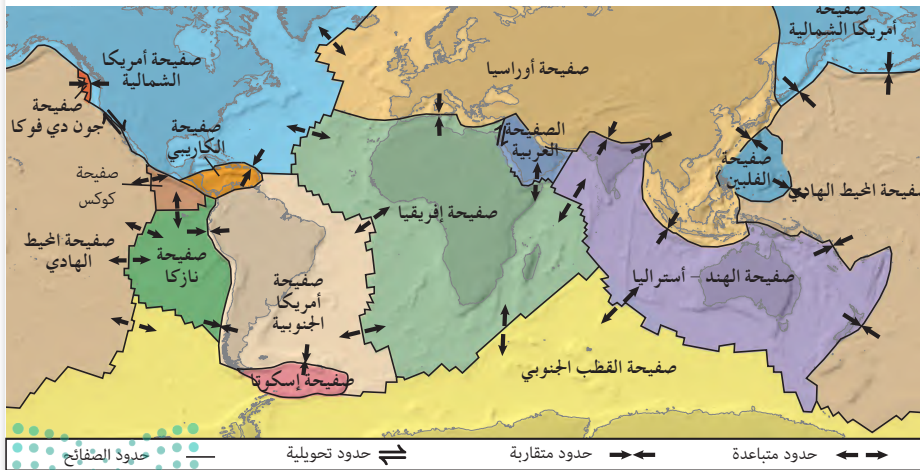 صفيحة
أمريكا الشمالية
صفيحة أمريكا
الشمالية
صفيحة أوراسيا
صفيحة
جون دي فوكا
صفيحة
الكاريبي
الصفيحة
العربية
صفيحة
الفلبين
صفيحة المحيط الهادي
صفيحة
كوكس
صفيحة إفريقيا
صفيحة المحيط
الهادي
صفيحة
نازكا
صفيحة
أمريكا
الجنوبية
صفيحة الهند – أستراليا
صفيحة القطب الجنوبي
صفيحة إسكوتا
حدود متباعدة
حدود متقاربة
حدود تحويلية
حدود الصفائح